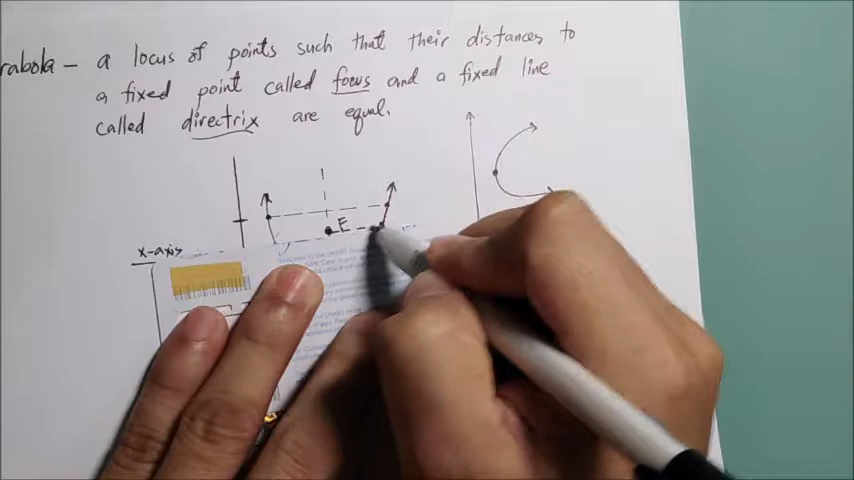 rabola - a locus of points such that their distances to
a fixed point called focus and a fixed line
called directrix are equal.
F
x-axis